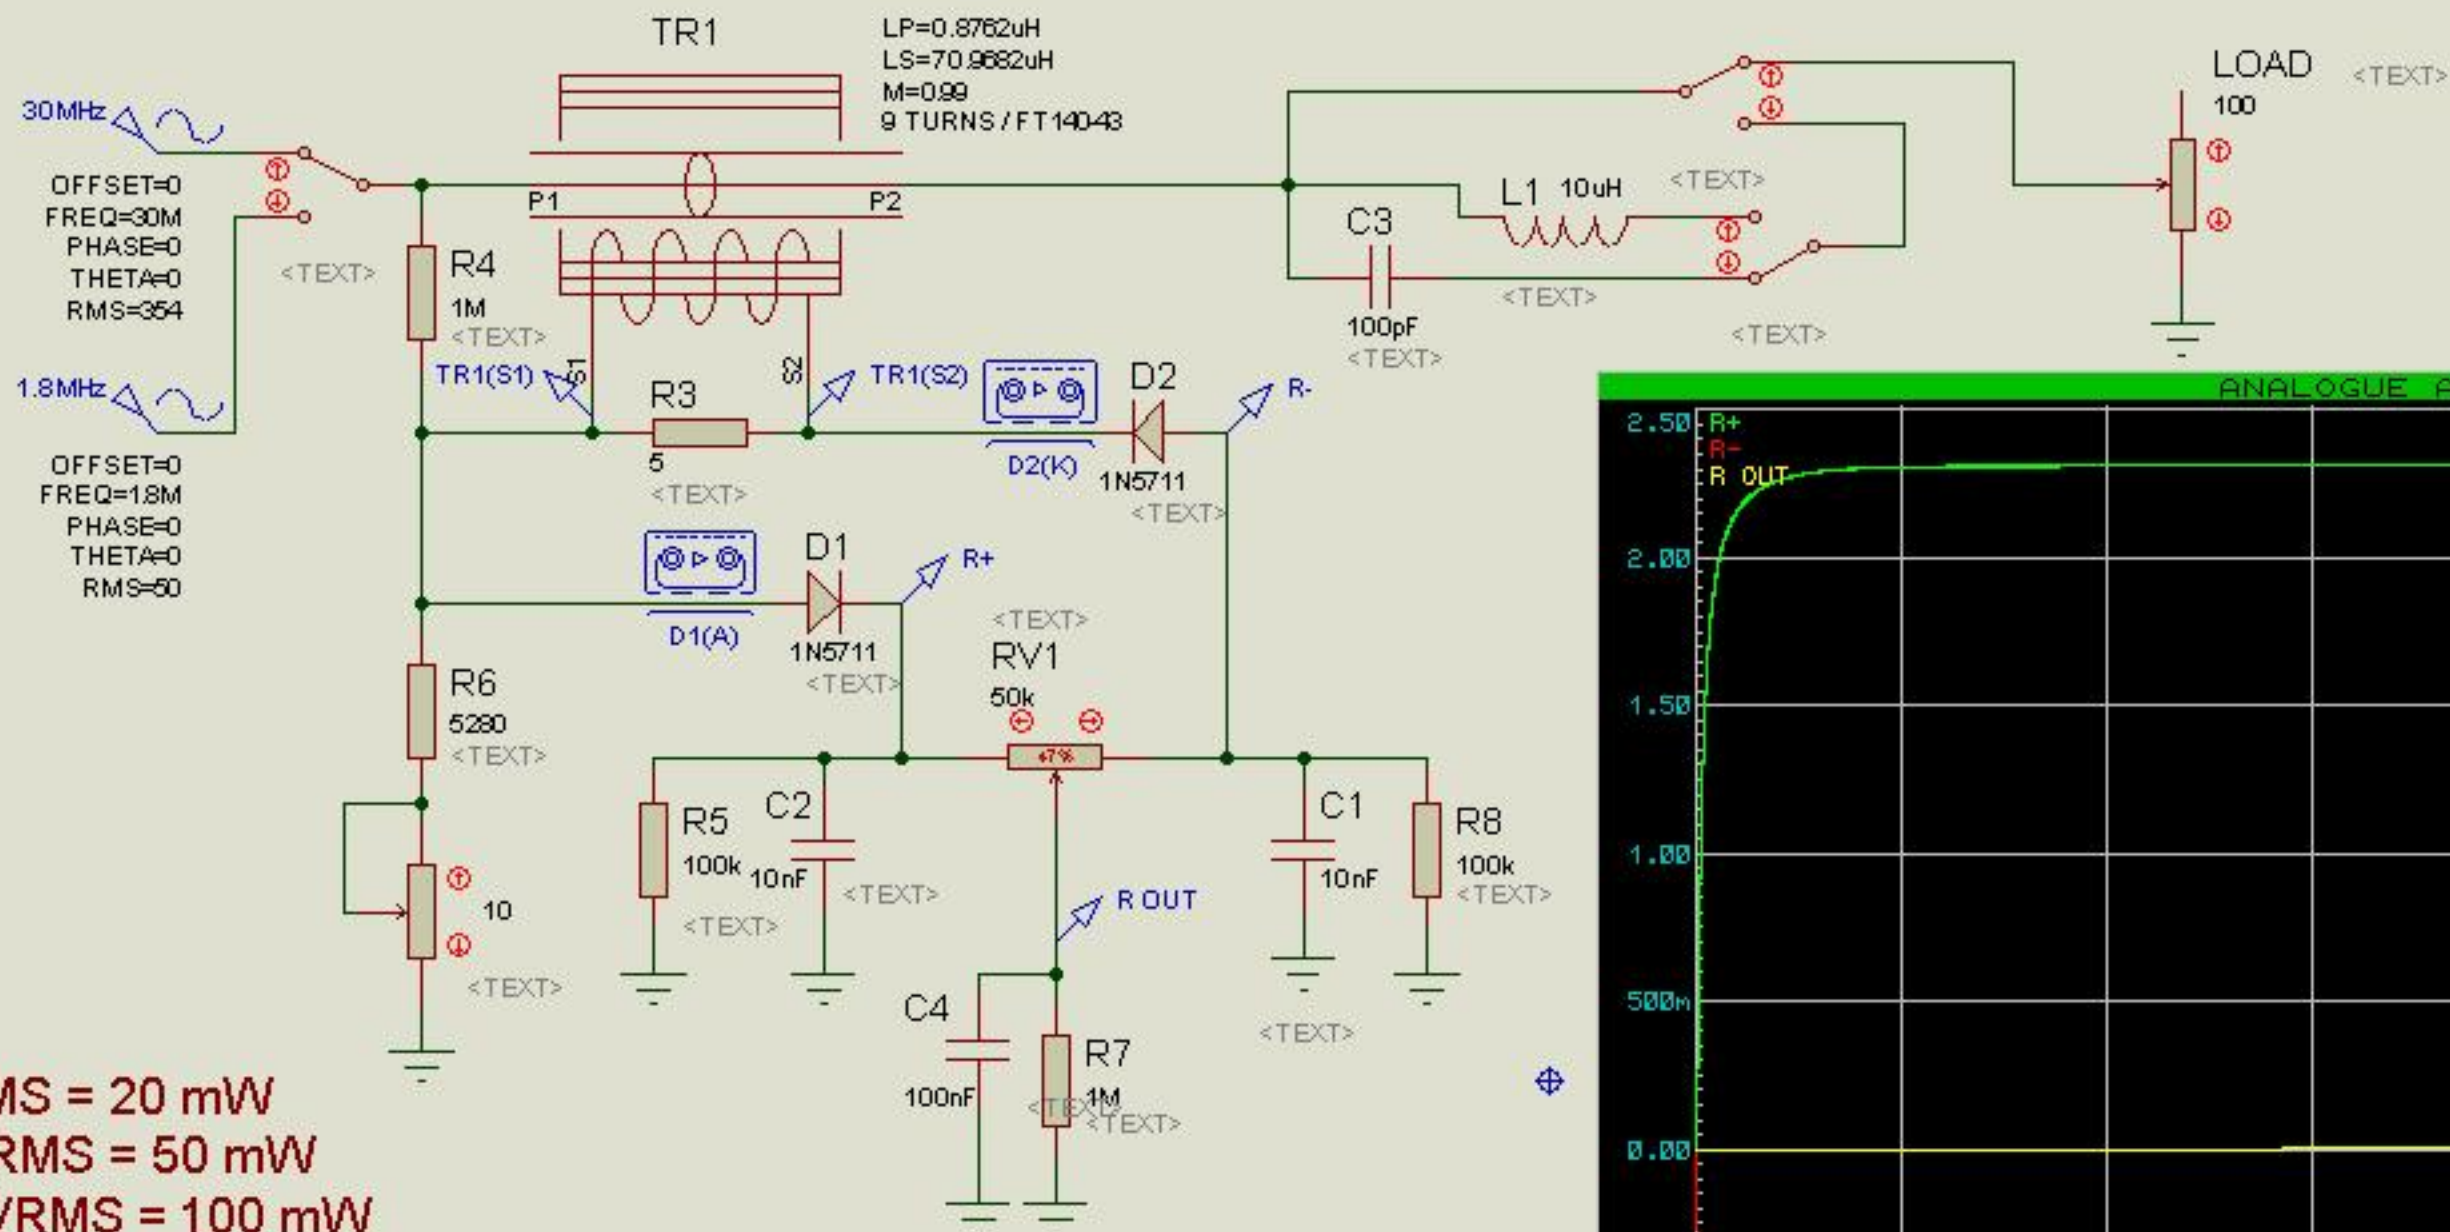 TR1
LP=0.8762uH
LS=70.9682uH
M=0.99
9 TURNS / FT140-43
P1
P2
S1
S2
30MHz
OFFSET=0
FREQ=30M
PHASE=0
THETA=0
RMS=354
<TEXT>
1.8MHz
OFFSET=0
FREQ=1.8M
PHASE=0
THETA=0
RMS=50
R4
1M
<TEXT>
TR1(S1)
TR1(S2)
R3
5
<TEXT>
D2(K)
D2
1N5711
<TEXT>
R-
C3
100pF
<TEXT>
L1 10uH
<TEXT>
<TEXT>
<TEXT>
LOAD
100
<TEXT>
D1(A)
D1
1N5711
<TEXT>
R+
<TEXT>
RV1
50k
47%
R6
5280
<TEXT>
10
<TEXT>
R5
100k
<TEXT>
C2
10nF
<TEXT>
C1
10nF
<TEXT>
R8
100k
<TEXT>
R OUT
C4
100nF
<TEXT>
R7
1M
<TEXT>
MS = 20 mW
RMS = 50 mW
VRMS = 100 mW
ANALOGUE A
2.50
R+
R-
R OUT
2.00
1.50
1.00
500m
0.00